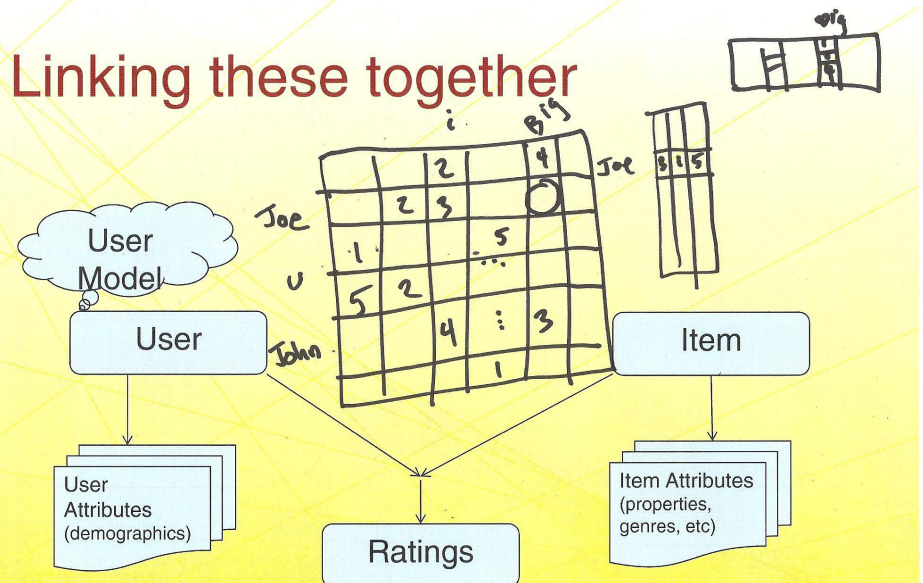 Linking these together
Big
i
Big
2 4
Joe
3 1 5
Joe
2 3
1 5
...
U
5 2
John
4 ⋮ 3
1
User
Model
User
Item
User
Attributes
(demographics)
Item Attributes
(properties,
genres, etc)
Ratings